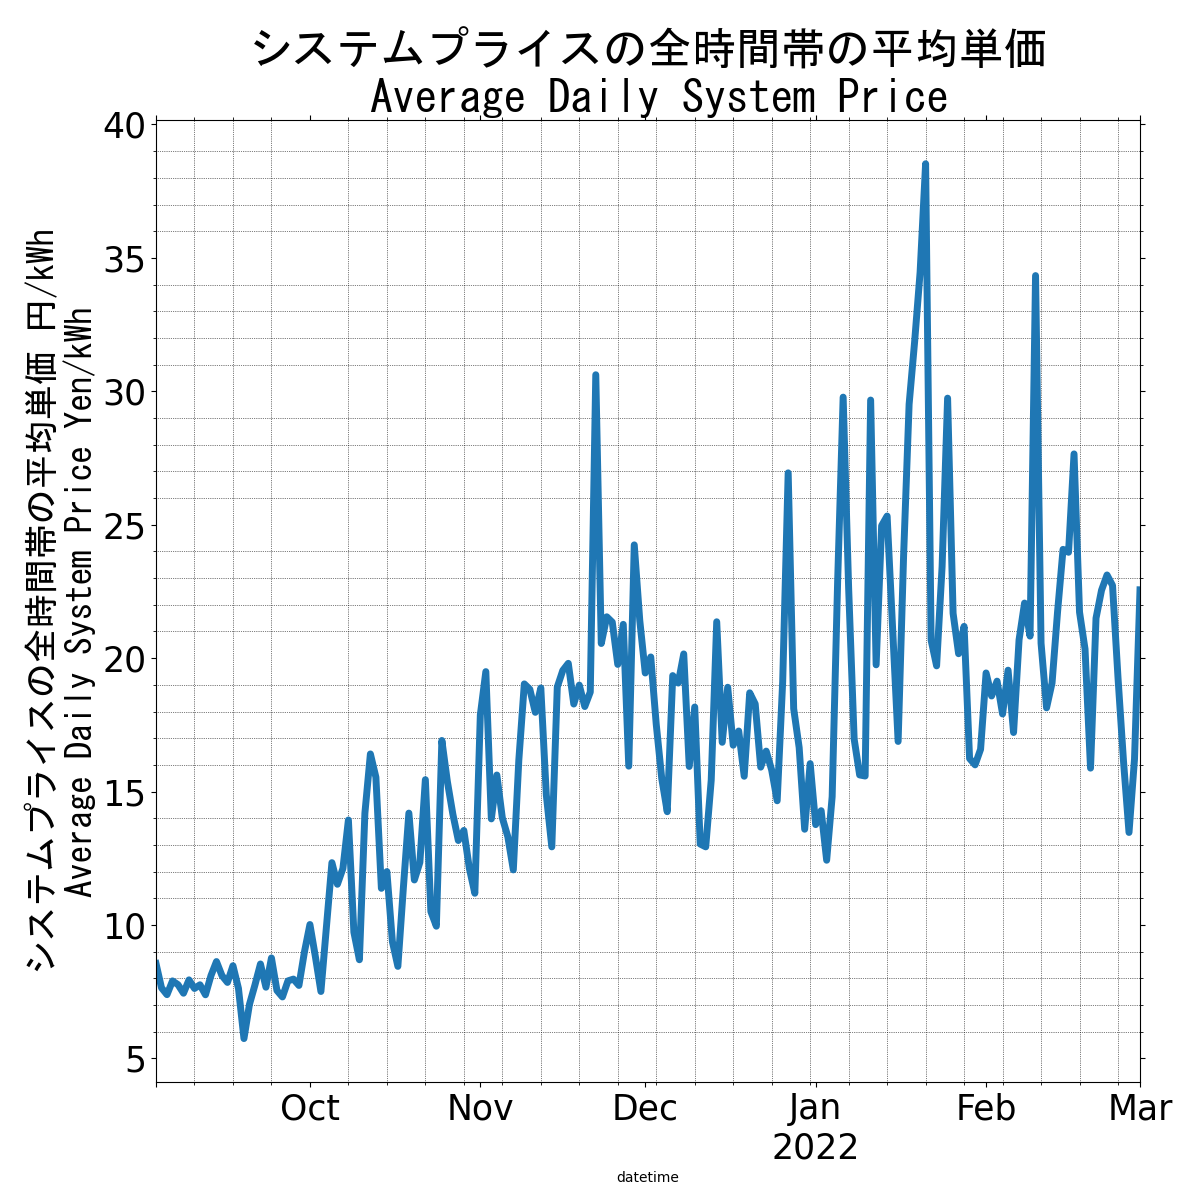 システムプライスの全時間帯の平均単価
Average Daily System Price
システムプライスの全時間帯の平均単価 円/kWh
Average Daily System Price Yen/kWh
40
35
30
25
20
15
10
5
Oct
Nov
Dec
Jan
2022
Feb
Mar
datetime